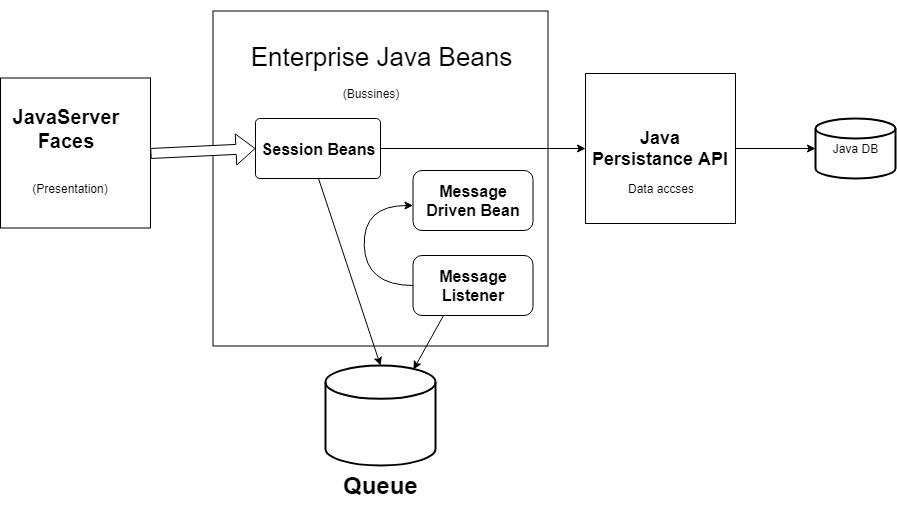 Enterprise Java Beans
(Bussines)
JavaServer
Faces
(Presentation)
Session Beans
Message
Driven Bean
Message
Listener
Java
Persistance API
Data accses
Java DB
Queue